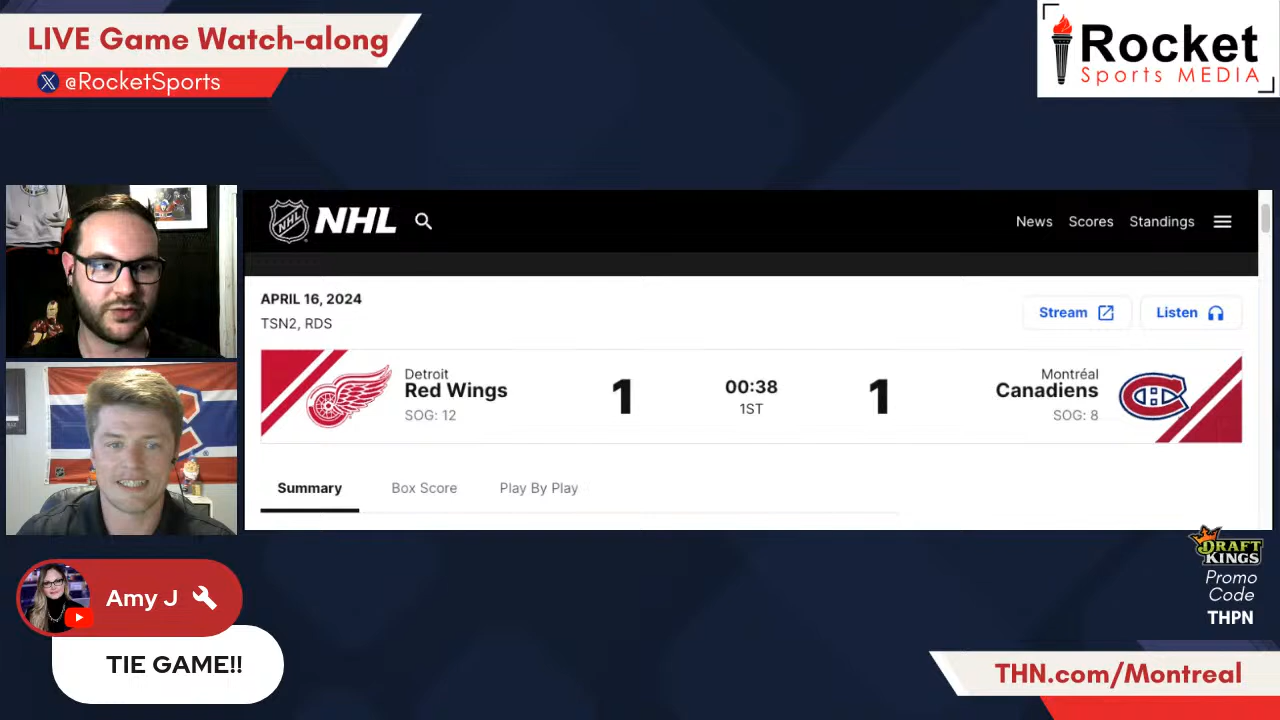 LIVE Game Watch-along
@RocketSports
Rocket
Sports MEDIA
NHL NHL
News Scores Standings
APRIL 16, 2024
TSN2, RDS
Stream Listen
Detroit
Red Wings
SOG: 12
1
00:38
1ST
1
Montréal
Canadiens
SOG: 8
Summary Box Score Play By Play
Amy J
TIE GAME!!
DRAFT
KINGS
Promo
Code
THPN
THN.com/Montreal